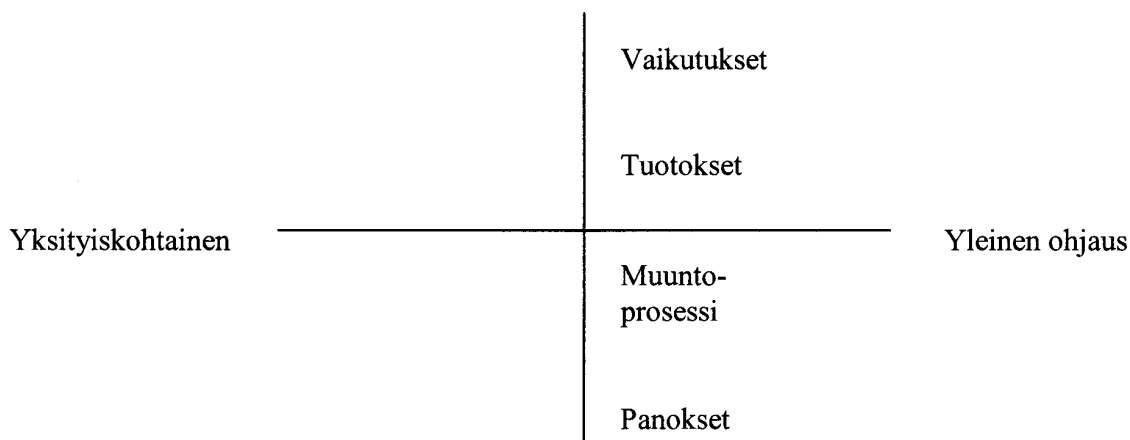 Vaikutukset
Tuotokset
Yksityiskohtainen
Yleinen ohjaus
Muunto-
prosessi
Panokset